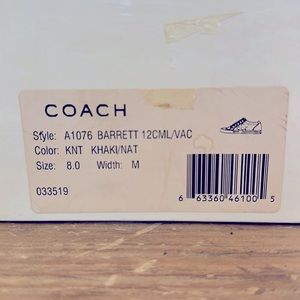 COACH
Style: A1076 BARRETT 12CML/VAC
Color: KNT KHAKI/NAT
Size: 8.0 Width: M
033519
6 63360 46100 5